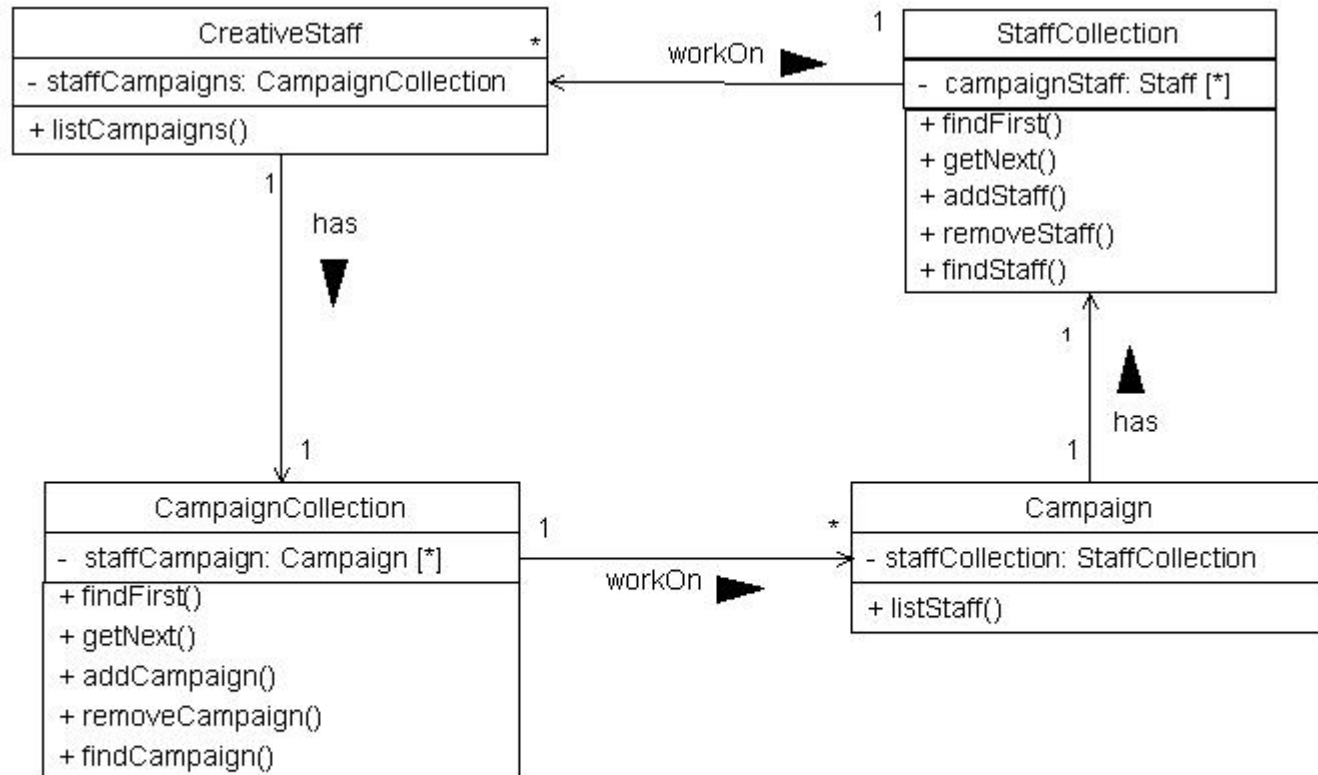 CreativeStaff
*
- staffCampaigns: CampaignCollection
+ listCampaigns()
1
workOn
1
StaffCollection
- campaignStaff: Staff [*]
+ findFirst()
+ getNext()
+ addStaff()
+ removeStaff()
+ findStaff()
has
1
has
1
1
CampaignCollection
- staffCampaign: Campaign [*]
+ findFirst()
+ getNext()
+ addCampaign()
+ removeCampaign()
+ findCampaign()
1
*
workOn
Campaign
- staffCollection: StaffCollection
+ listStaff()